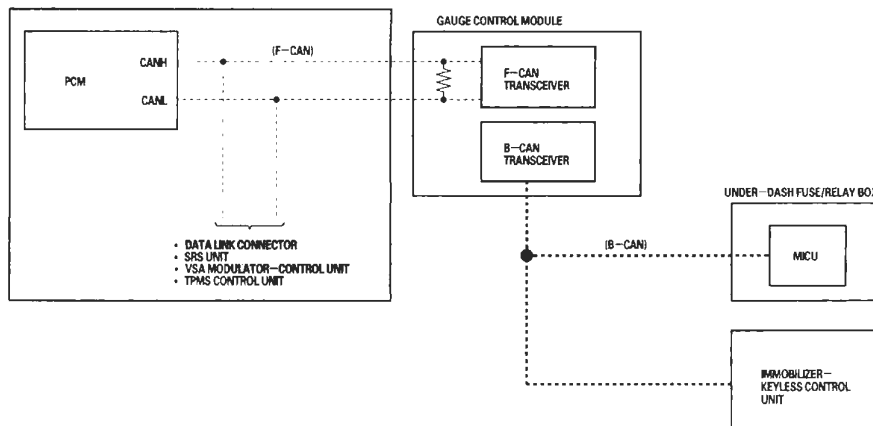 GAUGE CONTROL MODULE
(F-CAN)
CANH
PCM
CANL
F-CAN
TRANSCEIVER
B-CAN
TRANSCEIVER
UNDER-DASH FUSE/RELAY BOX
(B-CAN)
MICU
• DATA LINK CONNECTOR
• SRS UNIT
• VSA MODULATOR-CONTROL UNIT
• TPMS CONTROL UNIT
IMMOBILIZER-
KEYLESS CONTROL
UNIT